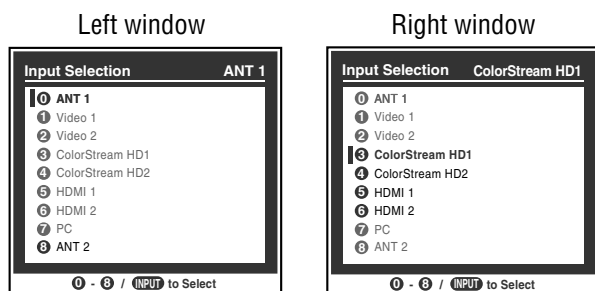 Left window
Input Selection ANT 1
0 ANT 1
1 Video 1
2 Video 2
3 ColorStream HD1
4 ColorStream HD2
5 HDMI 1
6 HDMI 2
7 PC
8 ANT 2
0 - 8 / INPUT to Select
Right window
Input Selection ColorStream HD1
0 ANT 1
1 Video 1
2 Video 2
3 ColorStream HD1
4 ColorStream HD2
5 HDMI 1
6 HDMI 2
7 PC
8 ANT 2
0 - 8 / INPUT to Select